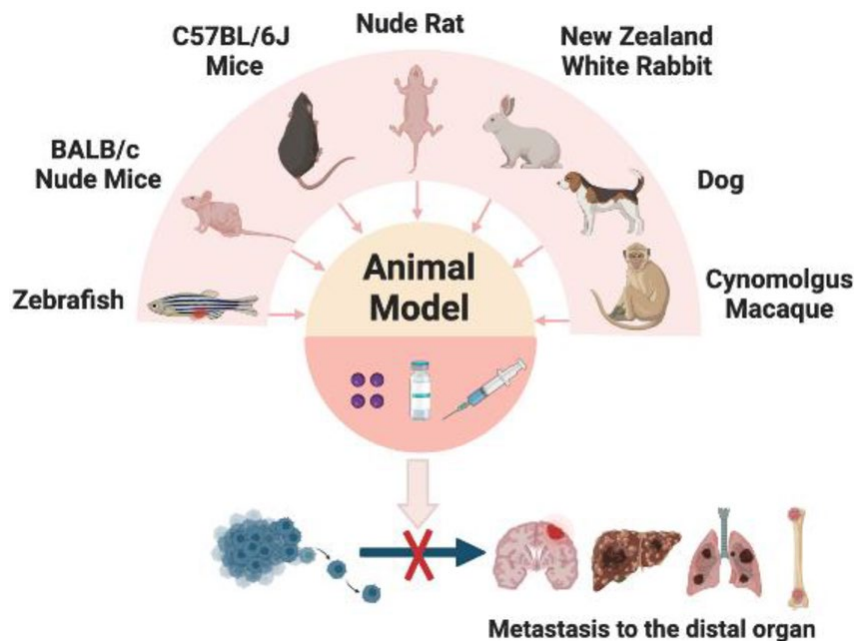 Nude Rat
C57BL/6J
Mice
New Zealand
White Rabbit
BALB/c
Nude Mice
Dog
Zebrafish
Animal
Model
Cynomolgus
Macaque
Metastasis to the distal organ